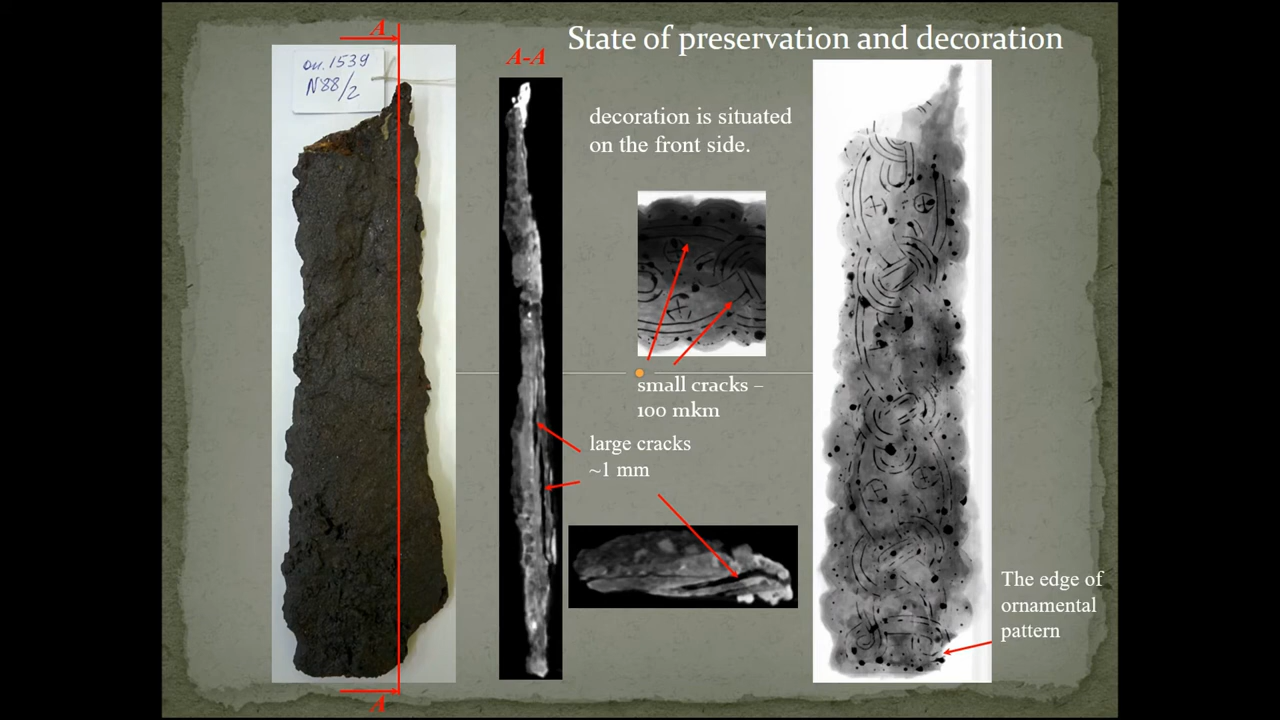 State of preservation and decoration
A
оп. 1539
N88/2
A-A
decoration is situated
on the front side.
small cracks –
100 mkm
large cracks
~1 mm
The edge of
ornamental
pattern
A